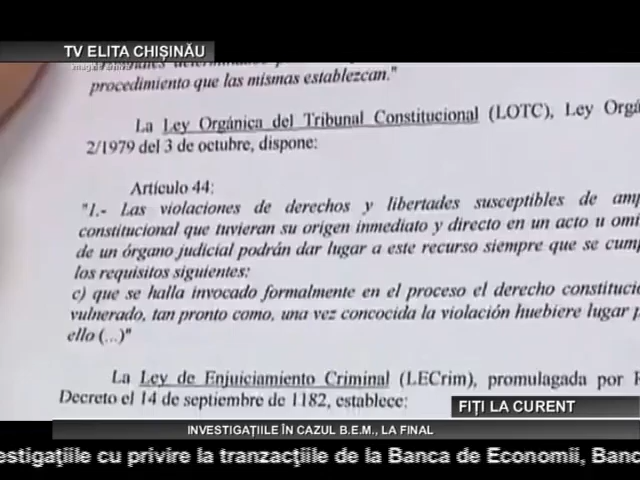 TV ELITA CHIȘINĂU
procedimiento que las mismas establezcan."
La Ley Orgánica del Tribunal Constitucional (LOTC), Ley Orgá
2/1979 del 3 de octubre, dispone:
Artículo 44:
"1.- Las violaciones de derechos y libertades susceptibles de amp
constitucional que tuvieran su origen inmediato y directo en un acto u omi
de un órgano judicial podrán dar lugar a este recurso siempre que se cump
los requisitos siguientes:
c) que se halla invocado formalmente en el proceso el derecho constitucio
vulnerado, tan pronto como, una vez concocida la violación huebiere lugar p
ello (...)"
La Ley de Enjuiciamiento Criminal (LECrim), promulagada por R
Decreto el 14 de septiembre de 1182, establece:
FIȚI LA CURENT
INVESTIGAȚIILE ÎN CAZUL B.E.M., LA FINAL
estigațiile cu privire la tranzacțiile de la Banca de Economii, Banc